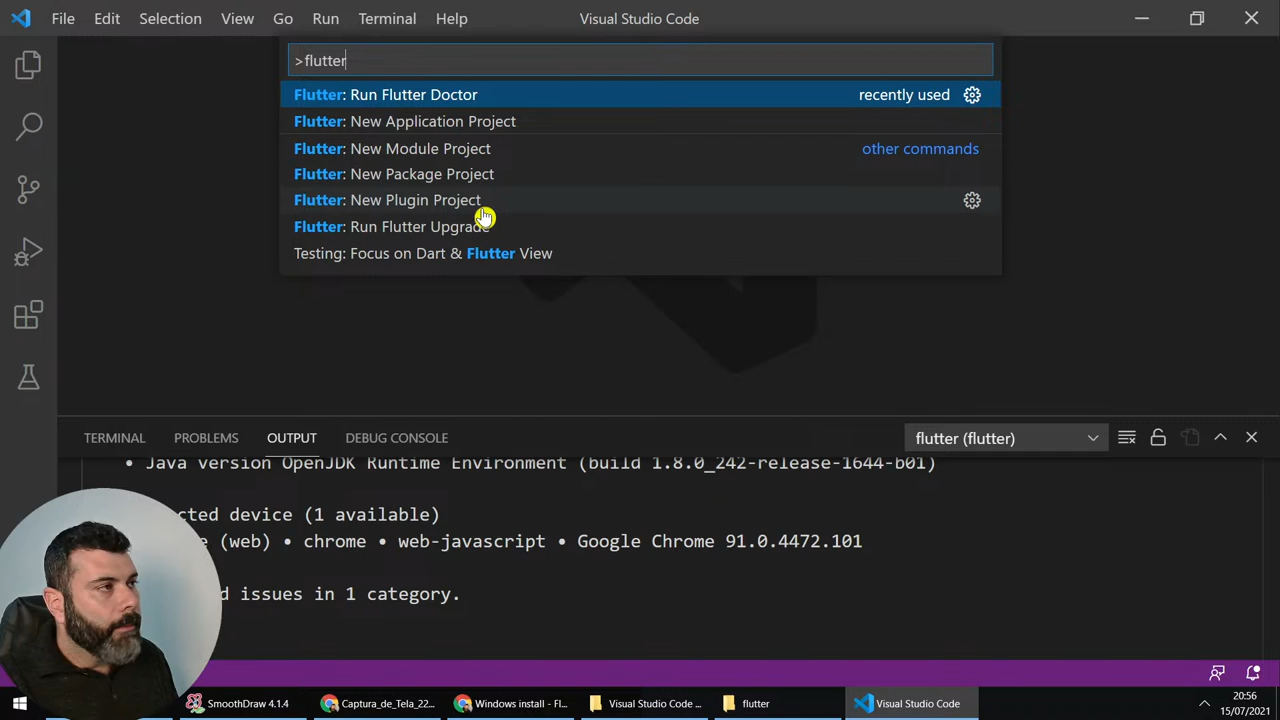 File Edit Selection View Go Run Terminal Help Visual Studio Code
>flutter
Flutter: Run Flutter Doctor recently used
Flutter: New Application Project
Flutter: New Module Project other commands
Flutter: New Package Project
Flutter: New Plugin Project
Flutter: Run Flutter Upgrade
Testing: Focus on Dart & Flutter View
TERMINAL PROBLEMS OUTPUT DEBUG CONSOLE flutter (flutter)
• Java version OpenJDK Runtime Environment (build 1.8.0_242-release-1644-b01)
cted device (1 available)
(web) • chrome • web-javascript • Google Chrome 91.0.4472.101
issues in 1 category.
SmoothDraw 4.1.4 Captura_de_Tela_22... Windows install - Fl... Visual Studio Code ... flutter Visual Studio Code 20:56
15/07/2021